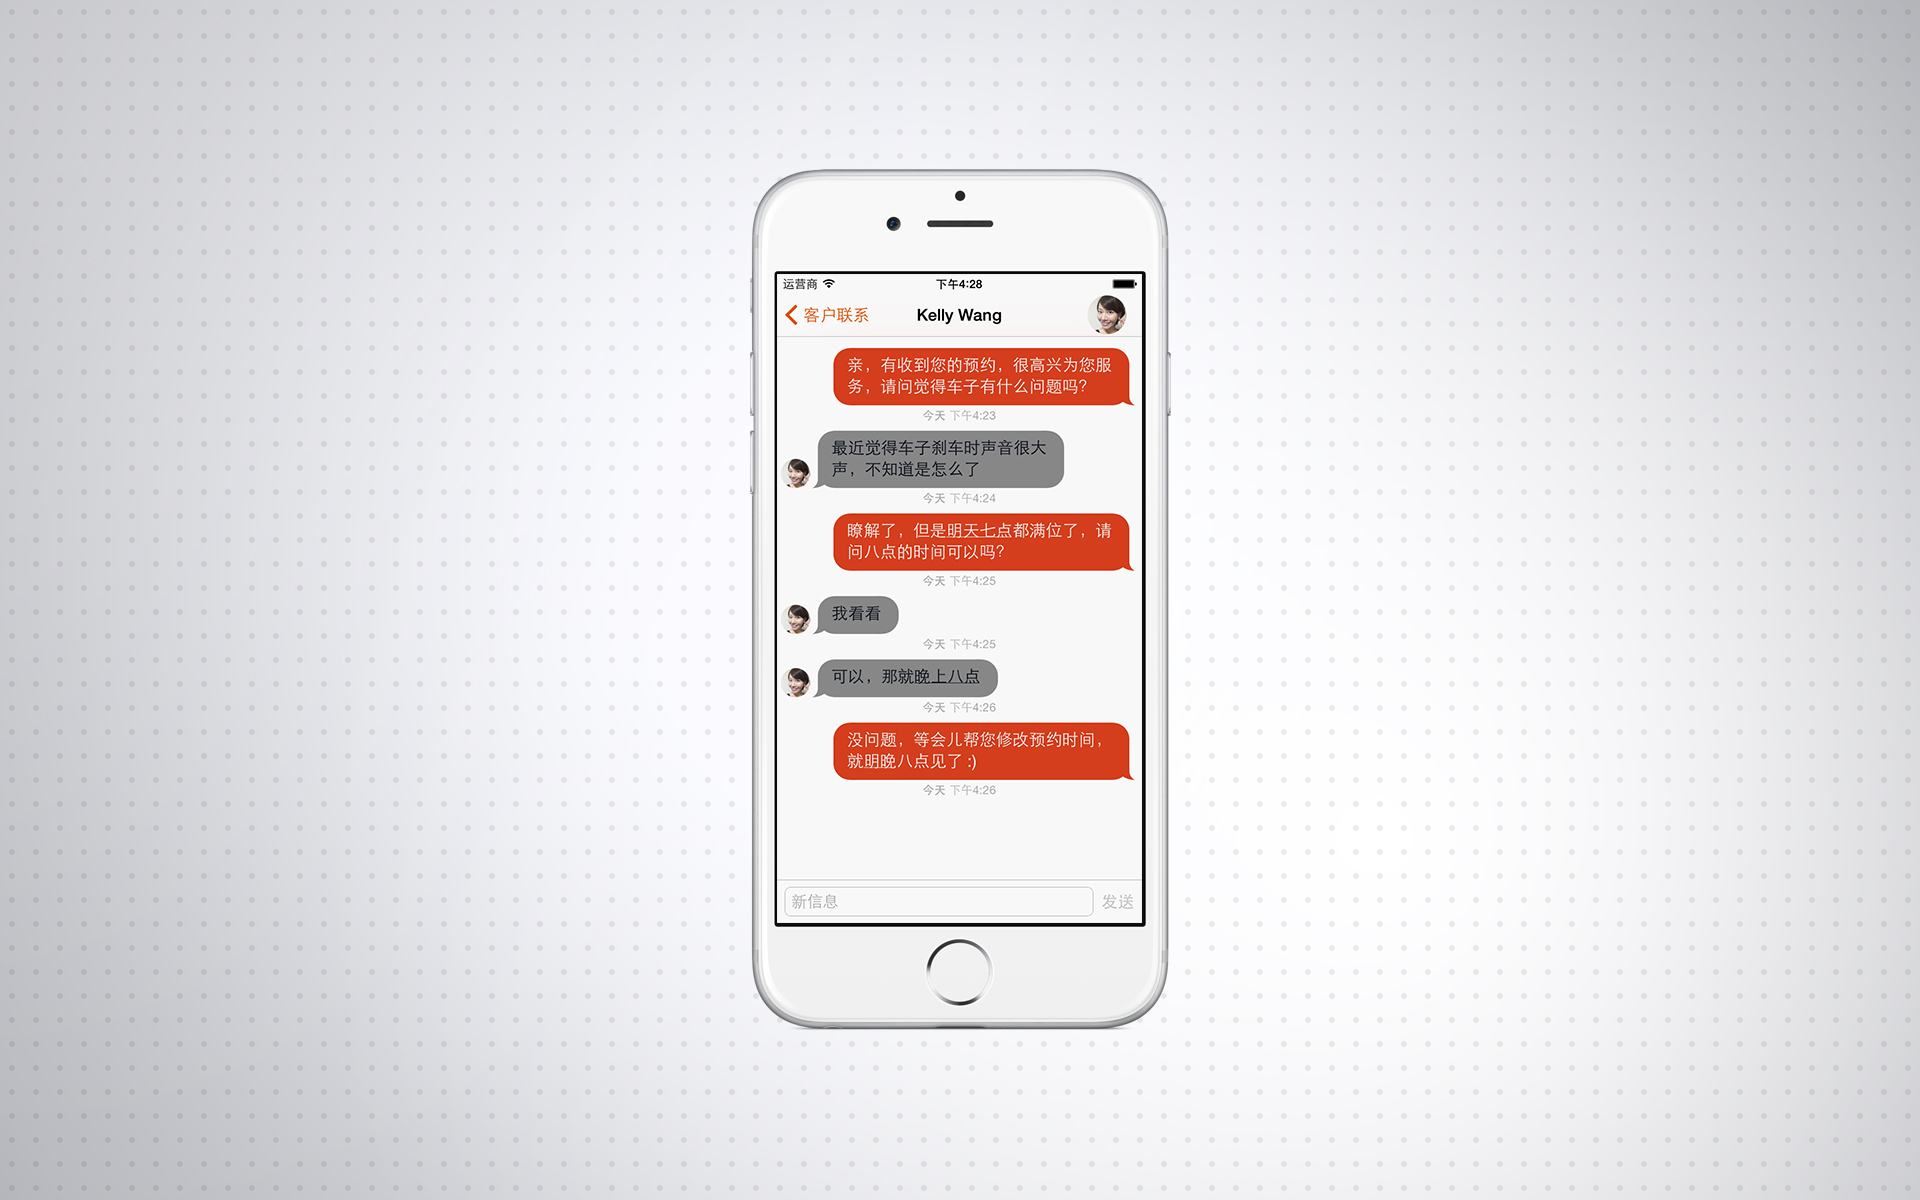 运营商 下午4:28
客户联系 Kelly Wang
亲，有收到您的预约，很高兴为您服
务，请问觉得车子有什么问题吗？
今天 下午4:23
最近觉得车子刹车时声音很大
声，不知道是怎么了
今天 下午4:24
瞭解了，但是明天七点都满位了，请
问八点的时间可以吗？
今天 下午4:25
我看看
今天 下午4:25
可以，那就晚上八点
今天 下午4:26
没问题，等会儿帮您修改预约时间，
就明晚八点见了 :)
今天 下午4:26
新信息 发送